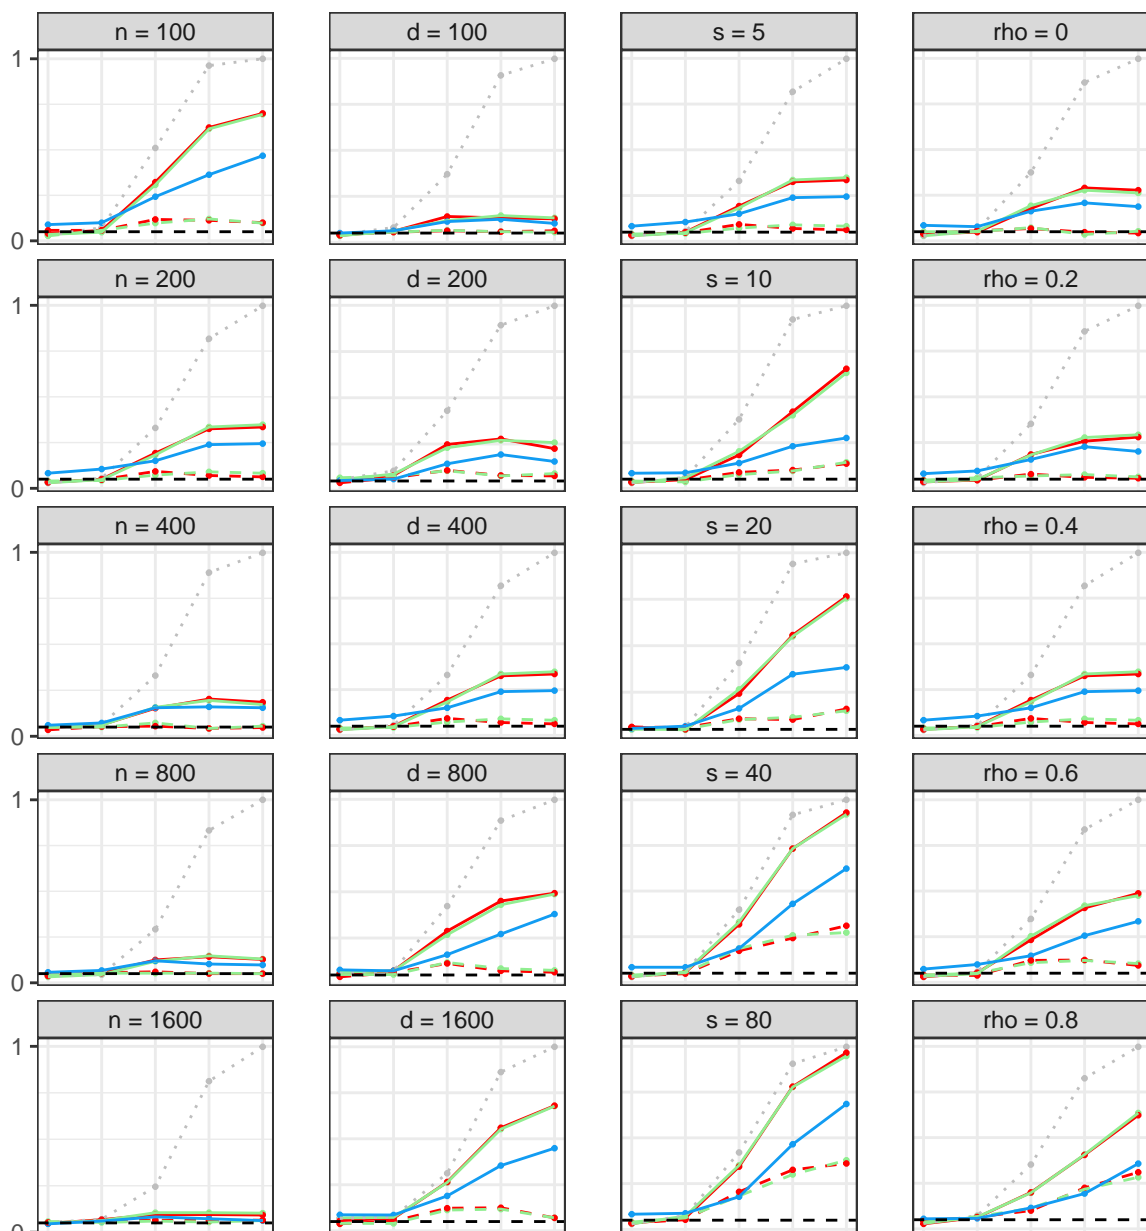 n = 100
d = 100
s = 5
rho = 0
1
0
n = 200
d = 200
s = 10
rho = 0.2
1
0
n = 400
d = 400
s = 20
rho = 0.4
1
0
n = 800
d = 800
s = 40
rho = 0.6
1
0
n = 1600
d = 1600
s = 80
rho = 0.8
1
0